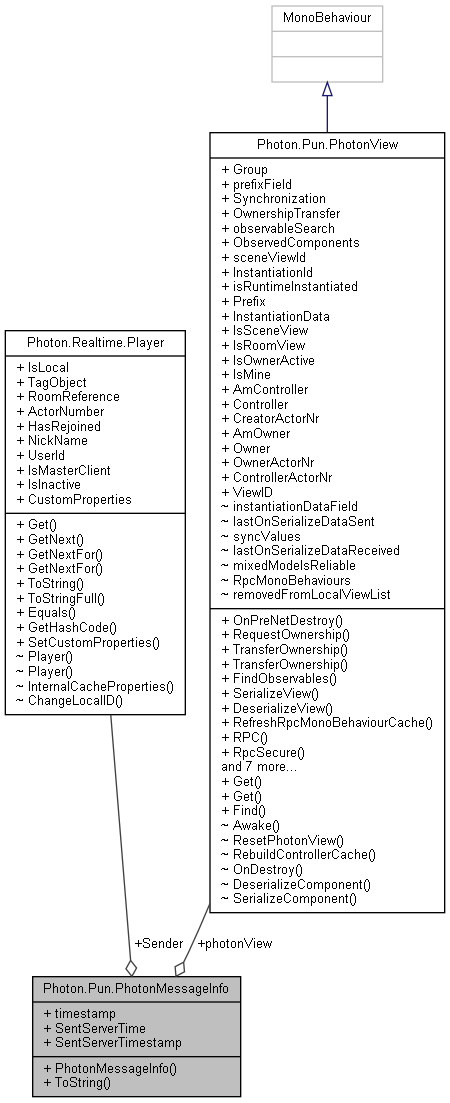 MonoBehaviour
Photon.Pun.PhotonView
+ Group
+ prefixField
+ Synchronization
+ OwnershipTransfer
+ observableSearch
+ ObservedComponents
+ sceneViewId
+ InstantiationId
+ isRuntimeInstantiated
+ Prefix
+ InstantiationData
+ IsSceneView
+ IsRoomView
+ IsOwnerActive
+ IsMine
+ AmController
+ Controller
+ CreatorActorNr
+ AmOwner
+ Owner
+ OwnerActorNr
+ ControllerActorNr
+ ViewID
~ instantiationDataField
~ lastOnSerializeDataSent
~ syncValues
~ lastOnSerializeDataReceived
~ mixedModeIsReliable
~ RpcMonoBehaviours
~ removedFromLocalViewList
+ OnPreNetDestroy()
+ RequestOwnership()
+ TransferOwnership()
+ TransferOwnership()
+ FindObservables()
+ SerializeView()
+ DeserializeView()
+ RefreshRpcMonoBehaviourCache()
+ RPC()
+ RpcSecure()
and 7 more...
+ Get()
+ Get()
+ Find()
~ Awake()
~ ResetPhotonView()
~ RebuildControllerCache()
~ OnDestroy()
~ DeserializeComponent()
~ SerializeComponent()
Photon.Realtime.Player
+ IsLocal
+ TagObject
+ RoomReference
+ ActorNumber
+ HasRejoined
+ NickName
+ UserId
+ IsMasterClient
+ IsInactive
+ CustomProperties
+ Get()
+ GetNext()
+ GetNextFor()
+ GetNextFor()
+ ToString()
+ ToStringFull()
+ Equals()
+ GetHashCode()
+ SetCustomProperties()
~ Player()
~ Player()
~ InternalCacheProperties()
~ ChangeLocalID()
+Sender
+photonView
Photon.Pun.PhotonMessageInfo
+ timestamp
+ SentServerTime
+ SentServerTimestamp
+ PhotonMessageInfo()
+ ToString()